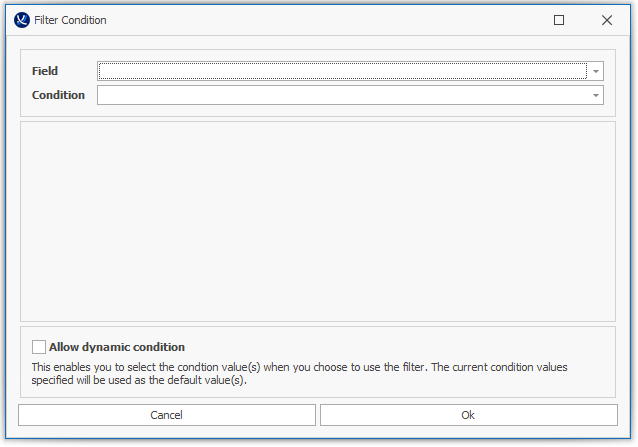 Filter Condition
Field
Condition
Allow dynamic condition
This enables you to select the condtion value(s) when you choose to use the filter. The current condition values
specified will be used as the default value(s).
Cancel
Ok